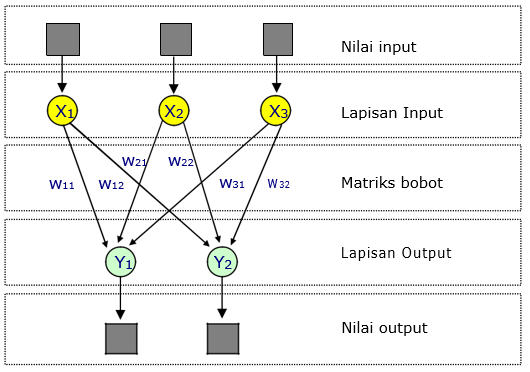 Nilai input
X1 X2 X3 Lapisan Input
w21 w22
w11 w12 w31 w32 Matriks bobot
Y1 Y2 Lapisan Output
Nilai output